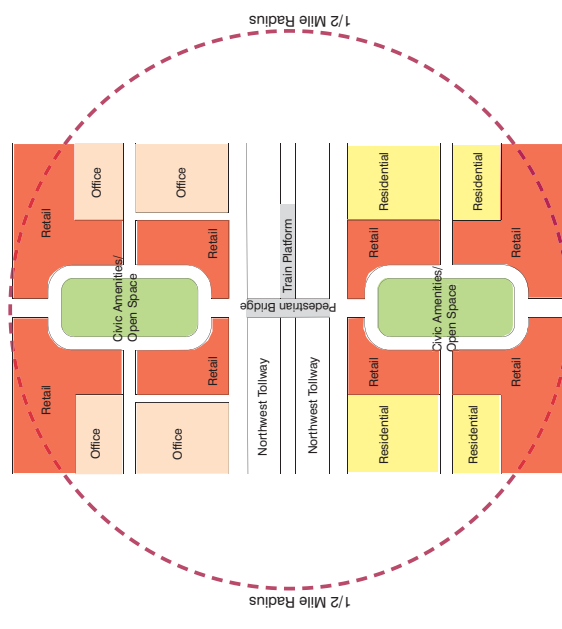 1/2 Mile Radius
Retail
Office
Office
Retail
Civic Amenities/
Open Space
Retail
Retail
Office
Office
Train Platform
Pedestrian Bridge
Northwest Tollway
Northwest Tollway
Residential
Residential
Retail
Retail
Civic Amenities/
Open Space
Retail
Retail
Residential
Residential
1/2 Mile Radius